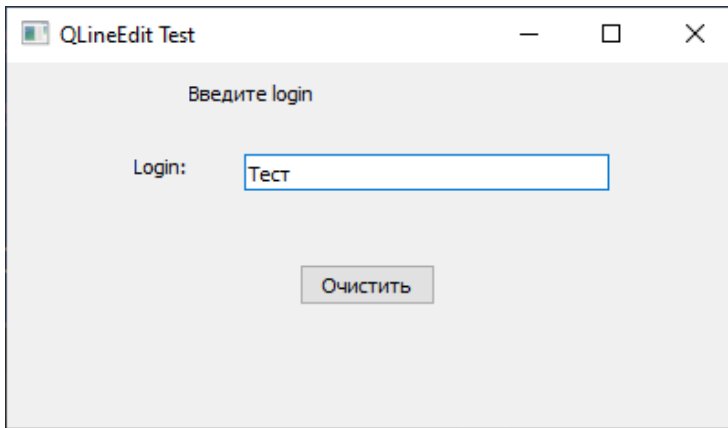 QLineEdit Test
Введите login
Login:
Тест
Очистить